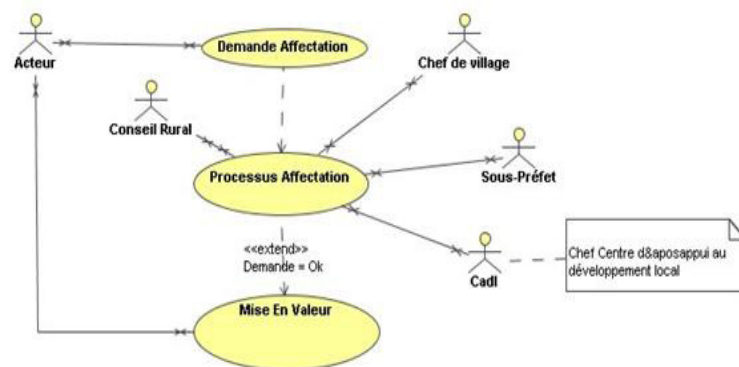 Demande Affectation
Acteur
Chef de village
Conseil Rural
Processus Affectation
Sous-Préfet
<<extend>>
Demande = Ok
Cadl
Chef Centre d&aposappui au
développement local
Mise En Valeur